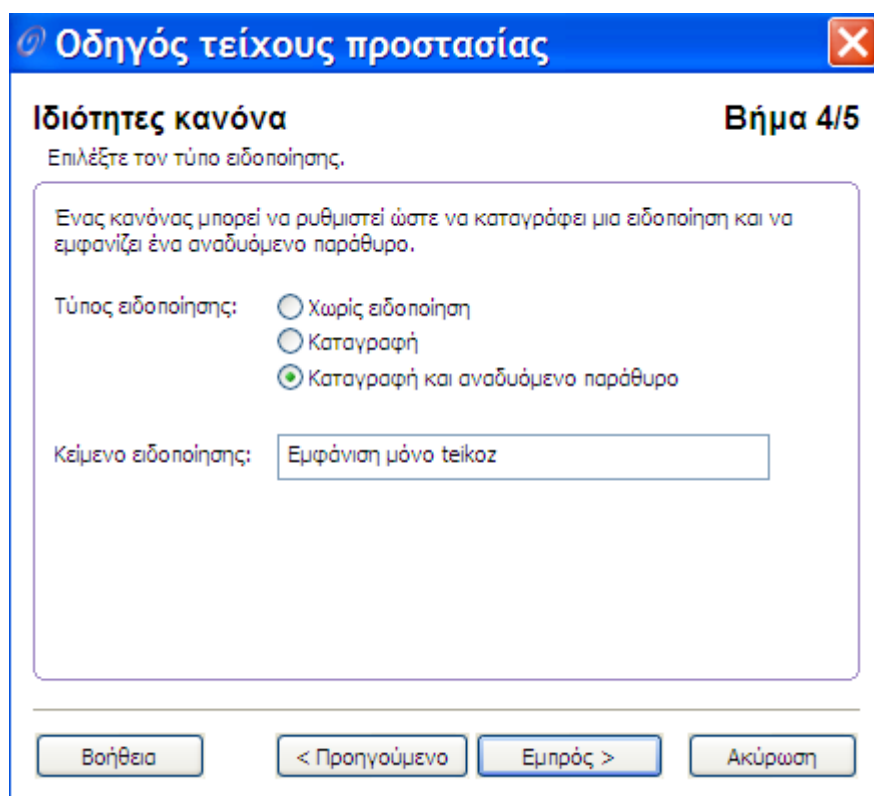 Οδηγός τείχους προστασίας
Ιδιότητες κανόνα Βήμα 4/5
Επιλέξτε τον τύπο ειδοποίησης.
Ένας κανόνας μπορεί να ρυθμιστεί ώστε να καταγράφει μια ειδοποίηση και να
εμφανίζει ένα αναδυόμενο παράθυρο.
Τύπος ειδοποίησης: Χωρίς ειδοποίηση
Καταγραφή
Καταγραφή και αναδυόμενο παράθυρο
Κείμενο ειδοποίησης: Εμφάνιση μόνο teikoz
Βοήθεια < Προηγούμενο Εμπρός > Ακύρωση